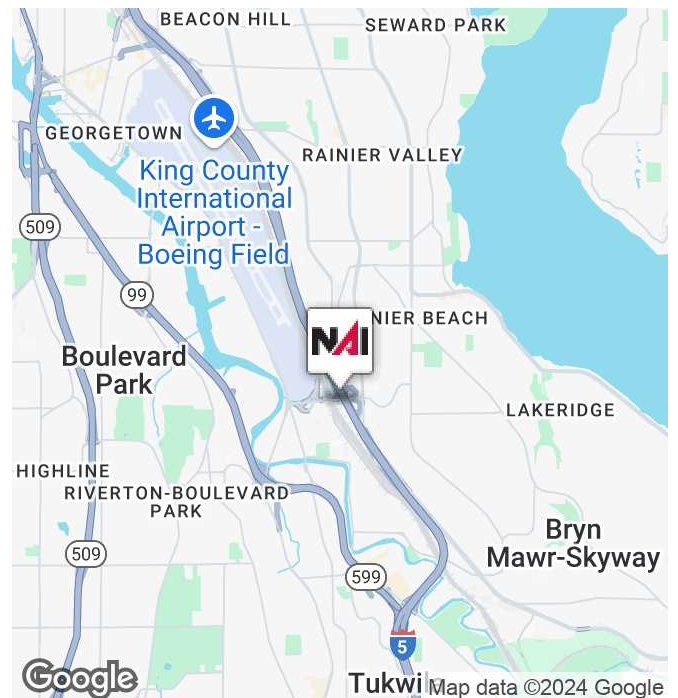 BEACON HILL
SEWARD PARK
GEORGETOWN
RAINIER VALLEY
King County
International
Airport -
Boeing Field
509
99
NAI
NIER BEACH
Boulevard
Park
LAKERIDGE
HIGHLINE
RIVERTON-BOULEVARD
PARK
Bryn
Mawr-Skyway
509
599
5
Google
Tukwi
Map data ©2024 Google